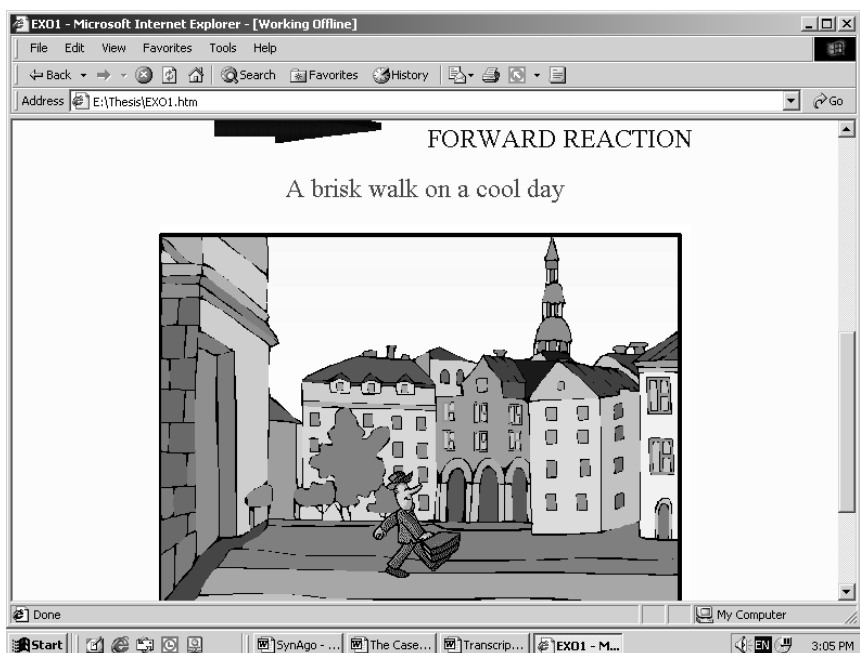 EXO1 - Microsoft Internet Explorer - [Working Offline]
File Edit View Favorites Tools Help
Back Search Favorites History
Address E:\Thesis\EXO1.htm Go
FORWARD REACTION
A brisk walk on a cool day
Done My Computer
Start SynAgo - ... The Case... Transcrip... EXO1 - M... EN 3:05 PM